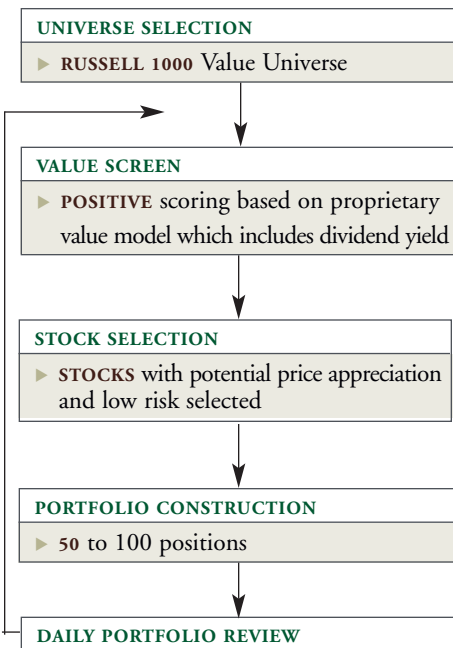 UNIVERSE SELECTION
▶ RUSSELL 1000 Value Universe
VALUE SCREEN
▶ POSITIVE scoring based on proprietary
value model which includes dividend yield
STOCK SELECTION
▶ STOCKS with potential price appreciation
and low risk selected
PORTFOLIO CONSTRUCTION
▶ 50 to 100 positions
DAILY PORTFOLIO REVIEW